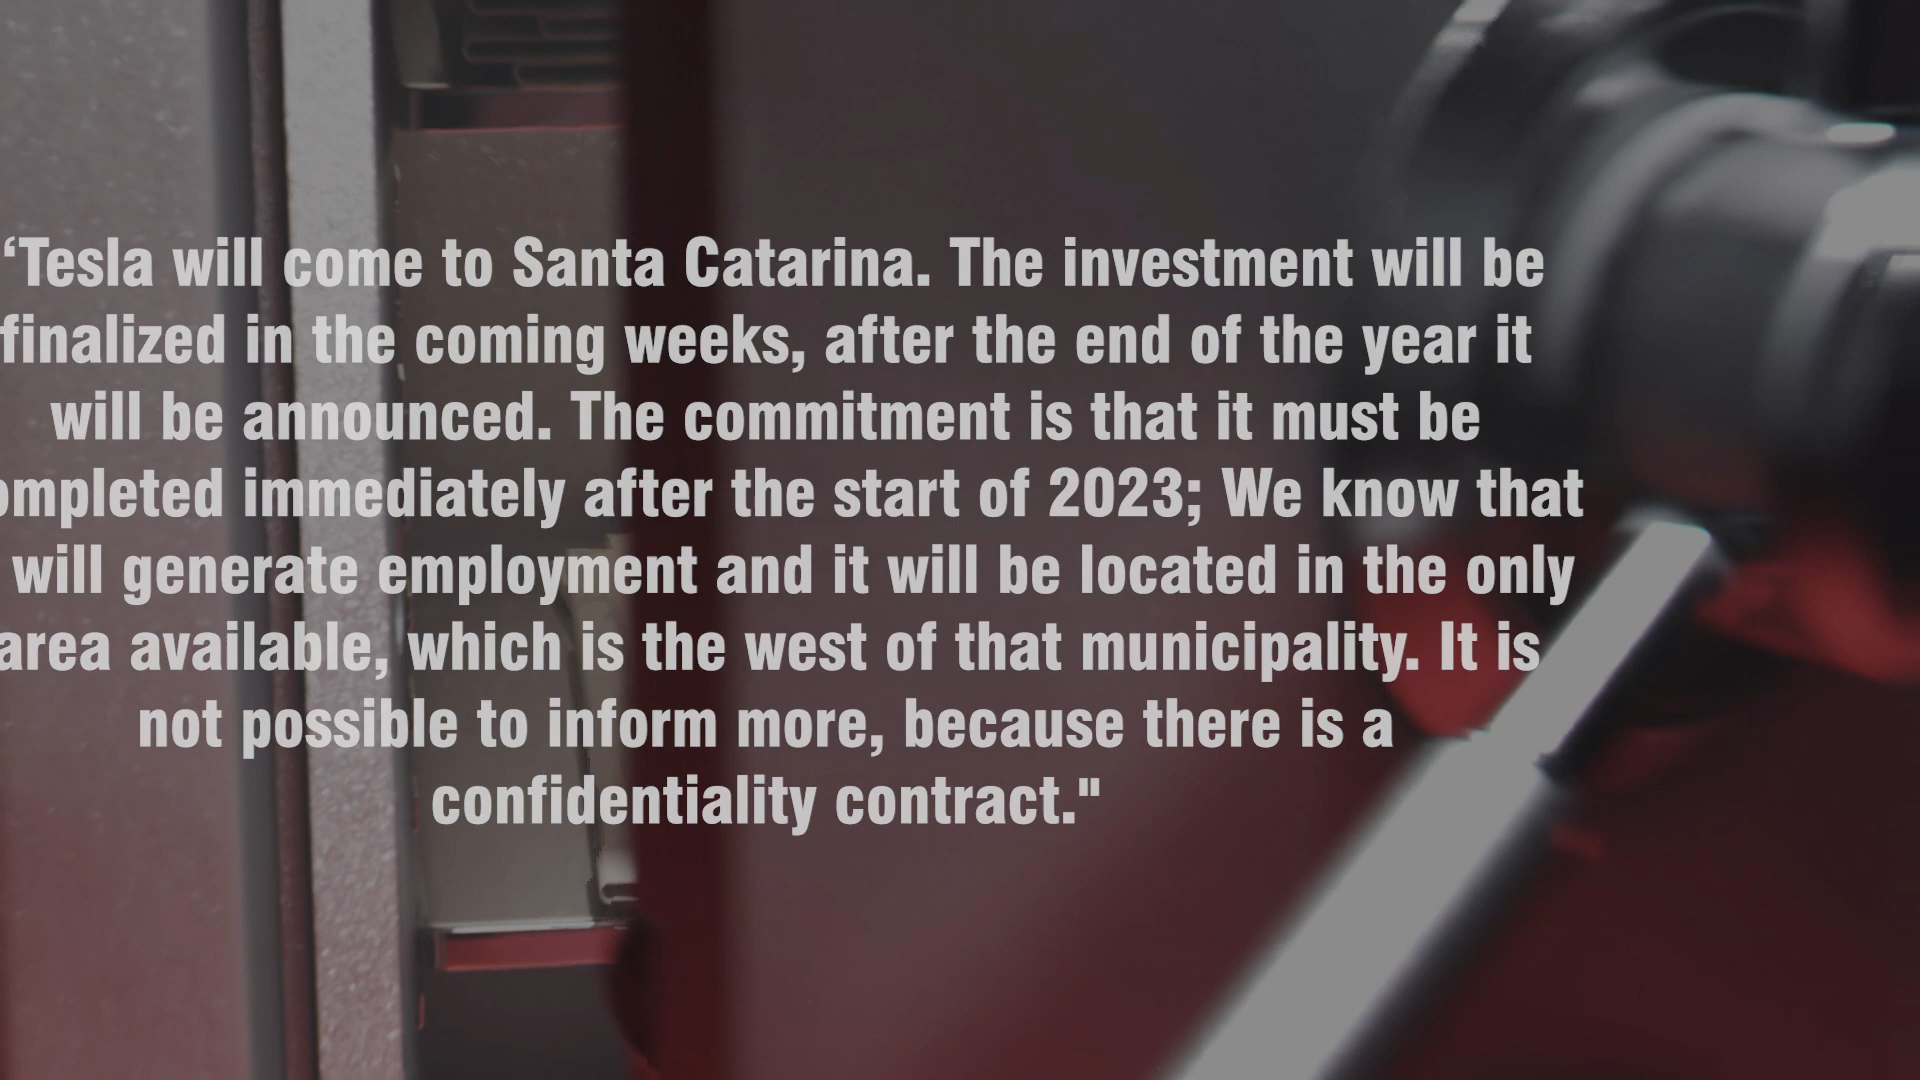 ‘Tesla will come to Santa Catarina. The investment will be
finalized in the coming weeks, after the end of the year it
will be announced. The commitment is that it must be
ompleted immediately after the start of 2023; We know that
will generate employment and it will be located in the only
area available, which is the west of that municipality. It is
not possible to inform more, because there is a
confidentiality contract."